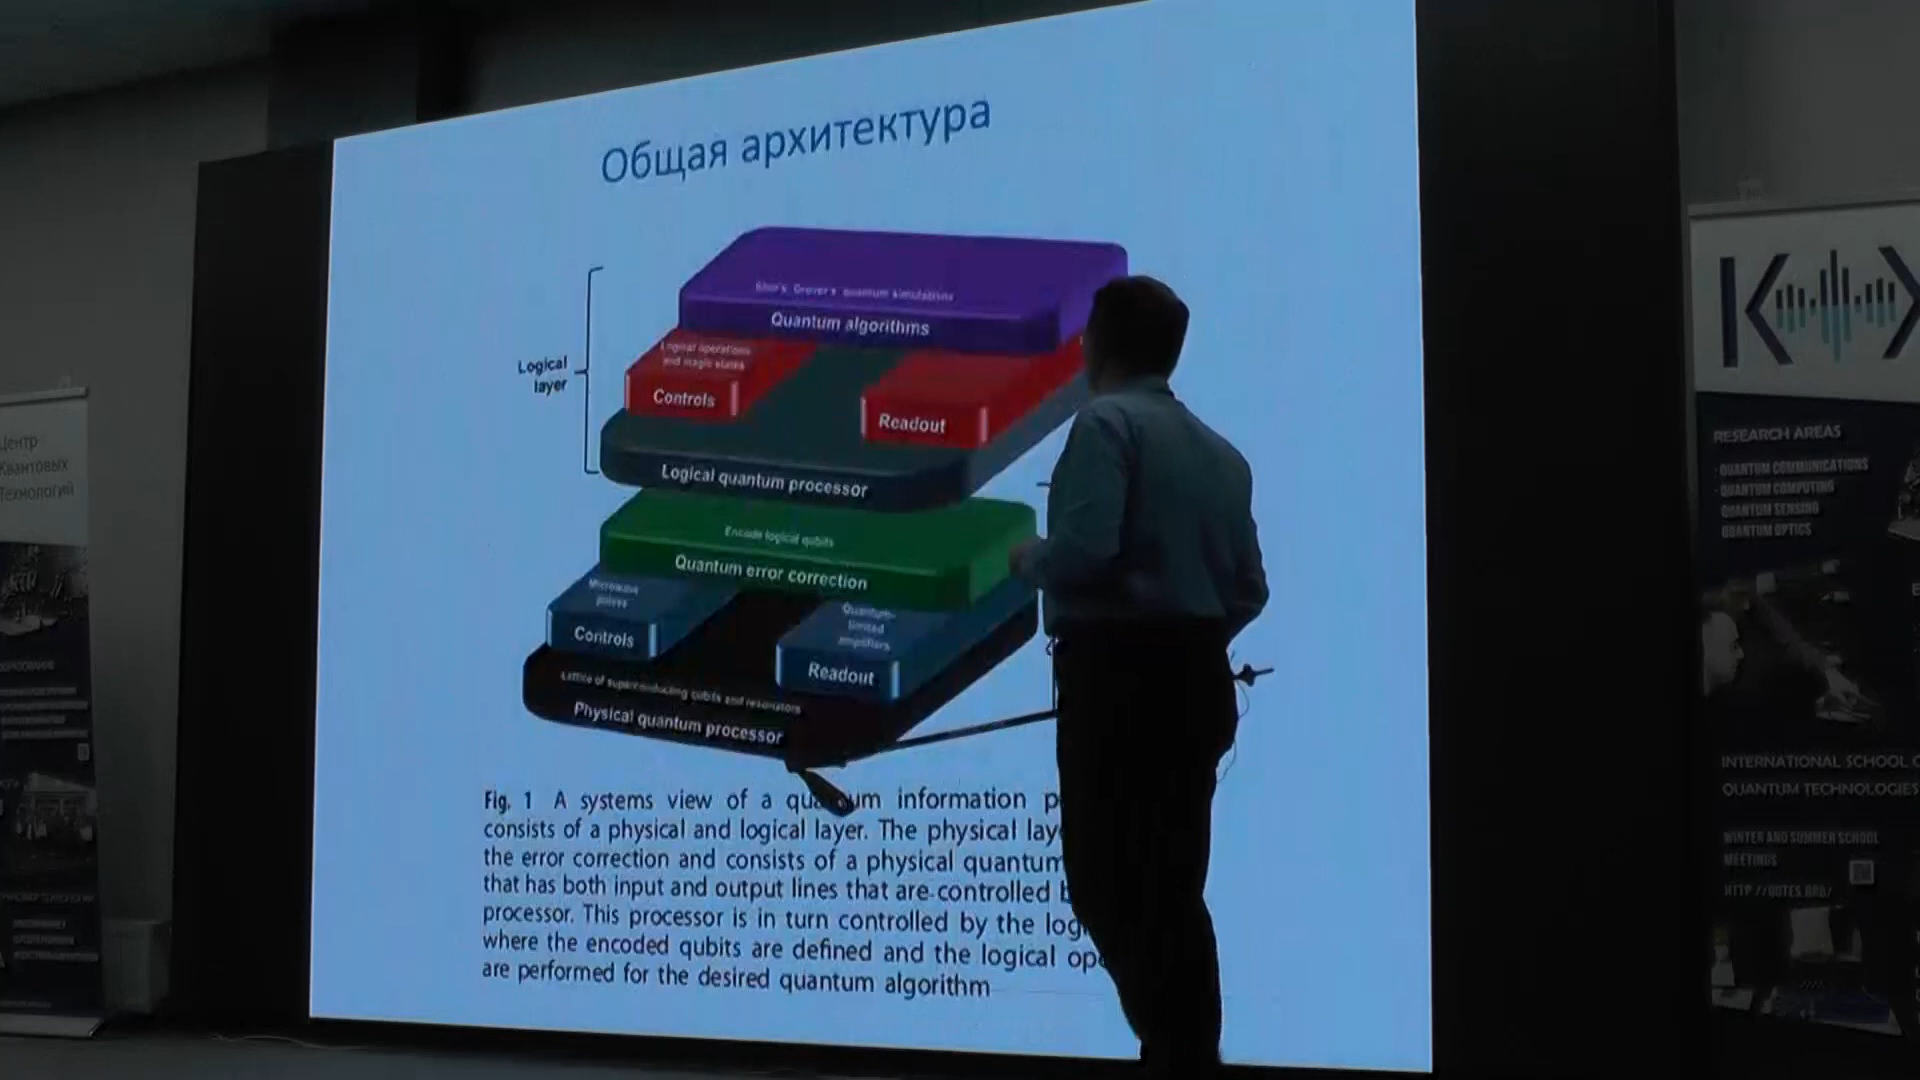 Общая архитектура
Shor's, Grover's, quantum simulations
Quantum algorithms
Logical operations
and magic states
Logical
layer
Controls
Readout
Logical quantum processor
Encode logical qubits
Quantum error correction
Microwave
pulses
Quantum-
limited
amplifiers
Controls
Readout
Lattice of superconducting qubits and resonators
Physical quantum processor
Fig. 1 A systems view of a quantum information p
consists of a physical and logical layer. The physical lay
the error correction and consists of a physical quantum
that has both input and output lines that are controlled b
processor. This processor is in turn controlled by the log
where the encoded qubits are defined and the logical op
are performed for the desired quantum algorithm
Центр
Квантовых
Технологий
RESEARCH AREAS
· QUANTUM COMMUNICATIONS
· QUANTUM COMPUTING
QUANTUM SENSING
QUANTUM OPTICS
INTERNATIONAL SCHOOL O
QUANTUM TECHNOLOGIES
WINTER AND SUMMER SCHOOL
MEETINGS